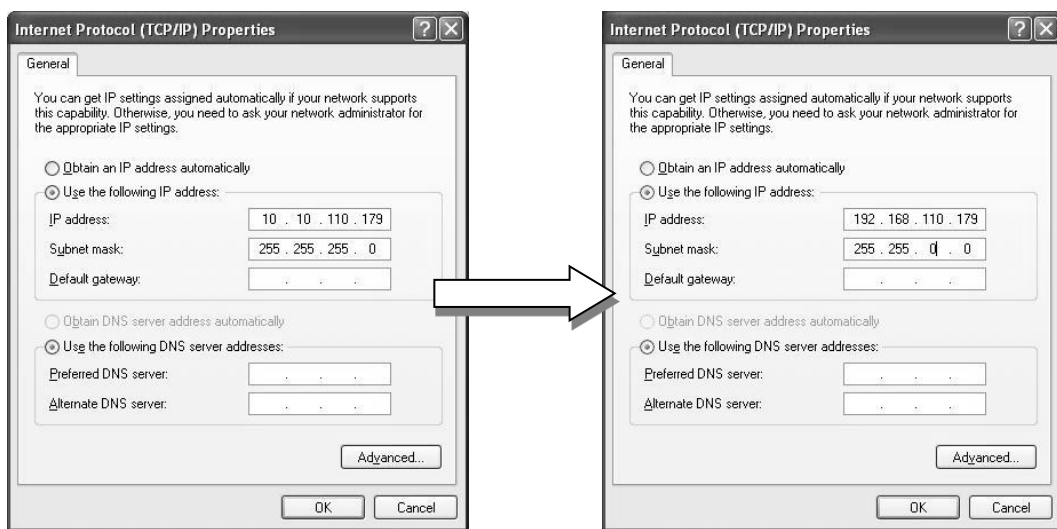 Internet Protocol (TCP/IP) Properties
General
You can get IP settings assigned automatically if your network supports
this capability. Otherwise, you need to ask your network administrator for
the appropriate IP settings.
Obtain an IP address automatically
Use the following IP address:
IP address: 10 . 10 . 110 . 179
Subnet mask: 255 . 255 . 255 . 0
Default gateway: . . .
Obtain DNS server address automatically
Use the following DNS server addresses:
Preferred DNS server: . . .
Alternate DNS server: . . .
Advanced...
OK Cancel
Internet Protocol (TCP/IP) Properties
General
You can get IP settings assigned automatically if your network supports
this capability. Otherwise, you need to ask your network administrator for
the appropriate IP settings.
Obtain an IP address automatically
Use the following IP address:
IP address: 192 . 168 . 110 . 179
Subnet mask: 255 . 255 . 0 . 0
Default gateway: . . .
Obtain DNS server address automatically
Use the following DNS server addresses:
Preferred DNS server: . . .
Alternate DNS server: . . .
Advanced...
OK Cancel